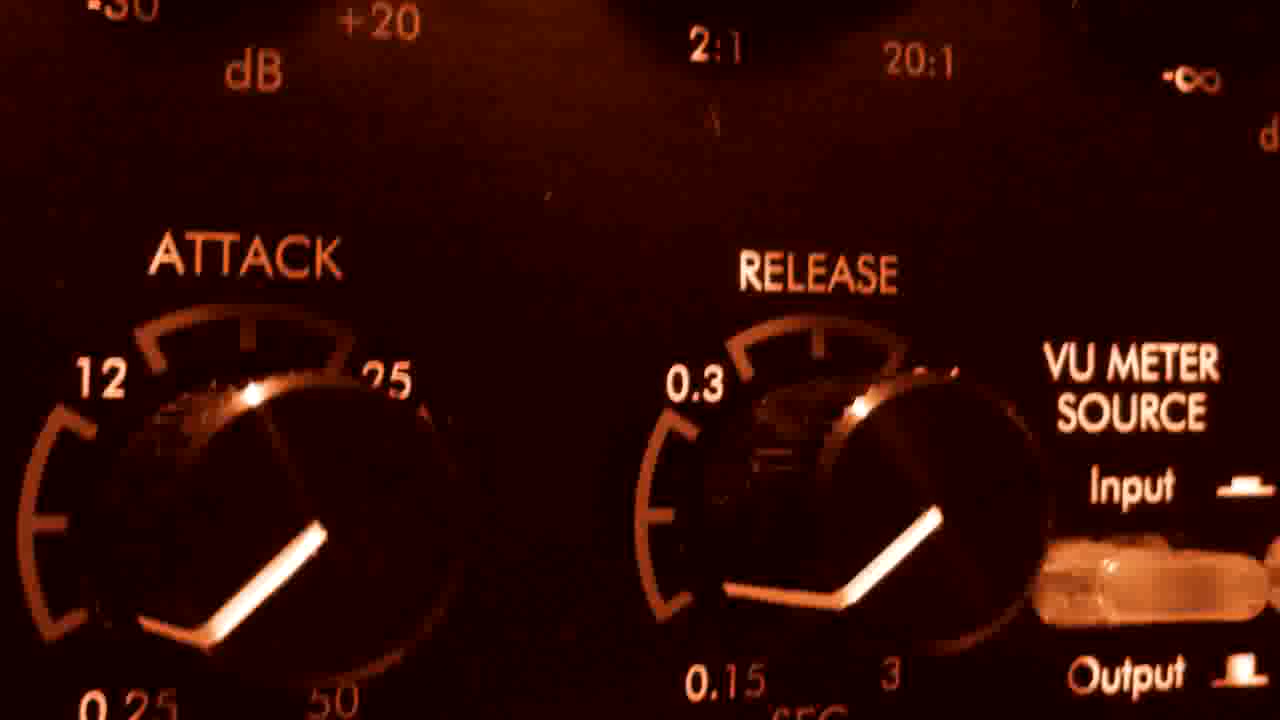 -30 +20
dB
2:1 20:1
-∞
ATTACK
12 25
0.25 50
RELEASE
0.3
0.15 3
SEC
VU METER
SOURCE
Input
Output